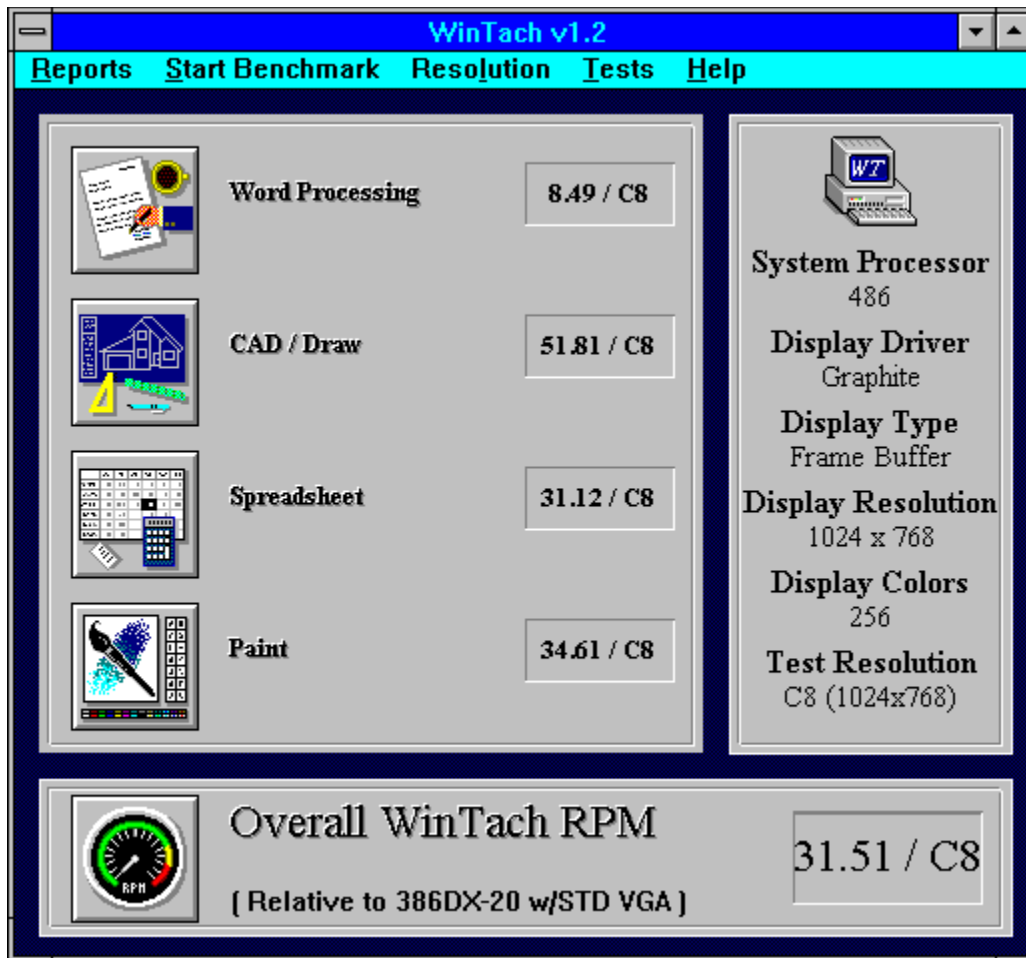 WinTach v1.2
Reports Start Benchmark Resolution Tests Help
Word Processing 8.49 / C8
CAD / Draw 51.81 / C8
Spreadsheet 31.12 / C8
Paint 34.61 / C8
WT
System Processor
486
Display Driver
Graphite
Display Type
Frame Buffer
Display Resolution
1024 x 768
Display Colors
256
Test Resolution
C8 (1024x768)
RPM
Overall WinTach RPM
31.51 / C8
( Relative to 386DX-20 w/STD VGA )